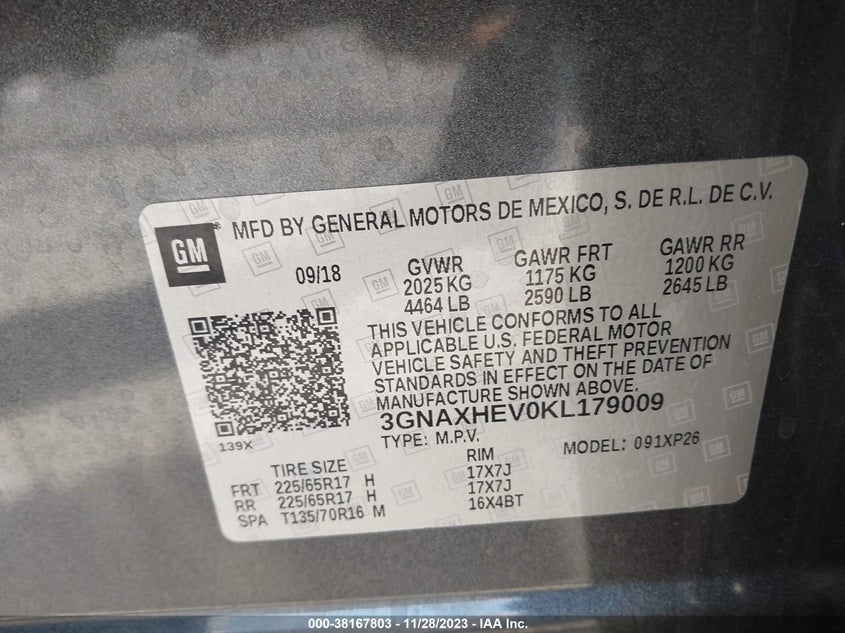 GM
® MFD BY GENERAL MOTORS DE MEXICO, S. DE R.L. DE C.V.
09/18 GVWR GAWR FRT GAWR RR
2025 KG 1175 KG 1200 KG
4464 LB 2590 LB 2645 LB
THIS VEHICLE CONFORMS TO ALL
APPLICABLE U.S. FEDERAL MOTOR
VEHICLE SAFETY AND THEFT PREVENTION
STANDARDS IN EFFECT ON THE DATE OF
MANUFACTURE SHOWN ABOVE.
139X
3GNAXHEV0KL179009
TYPE: M.P.V. MODEL: 091XP26
TIRE SIZE RIM
FRT 225/65R17 H 17X7J
RR 225/65R17 H 17X7J
SPA T135/70R16 M 16X4BT
000-38167803 - 11/28/2023 - IAA Inc.